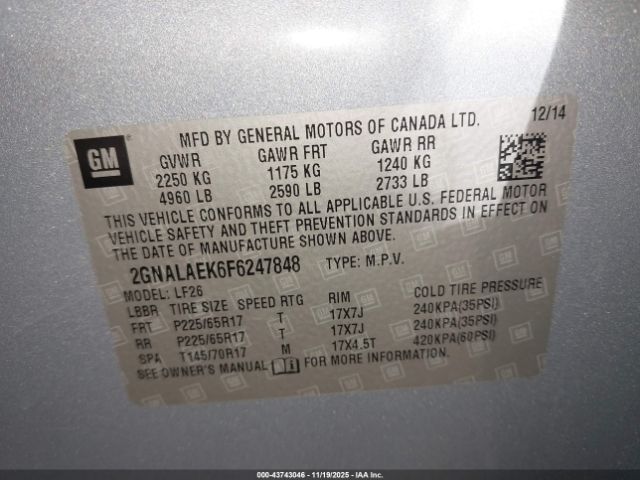 12/14
MFD BY GENERAL MOTORS OF CANADA LTD.
GM
GVWR GAWR FRT GAWR RR
2250 KG 1175 KG 1240 KG
4960 LB 2590 LB 2733 LB
THIS VEHICLE CONFORMS TO ALL APPLICABLE U.S. FEDERAL MOTOR
VEHICLE SAFETY AND THEFT PREVENTION STANDARDS IN EFFECT ON
THE DATE OF MANUFACTURE SHOWN ABOVE.
2GNALAEK6F6247848 TYPE: M.P.V.
MODEL: LF26
LBBR TIRE SIZE SPEED RTG RIM COLD TIRE PRESSURE
FRT P225/65R17 T 17X7J 240KPA(35PSI)
RR P225/65R17 T 17X7J 240KPA(35PSI)
SPA T145/70R17 M 17X4.5T 420KPA(60PSI)
SEE OWNER'S MANUAL FOR MORE INFORMATION.
000-43743046 - 11/19/2025 - IAAI, Inc.